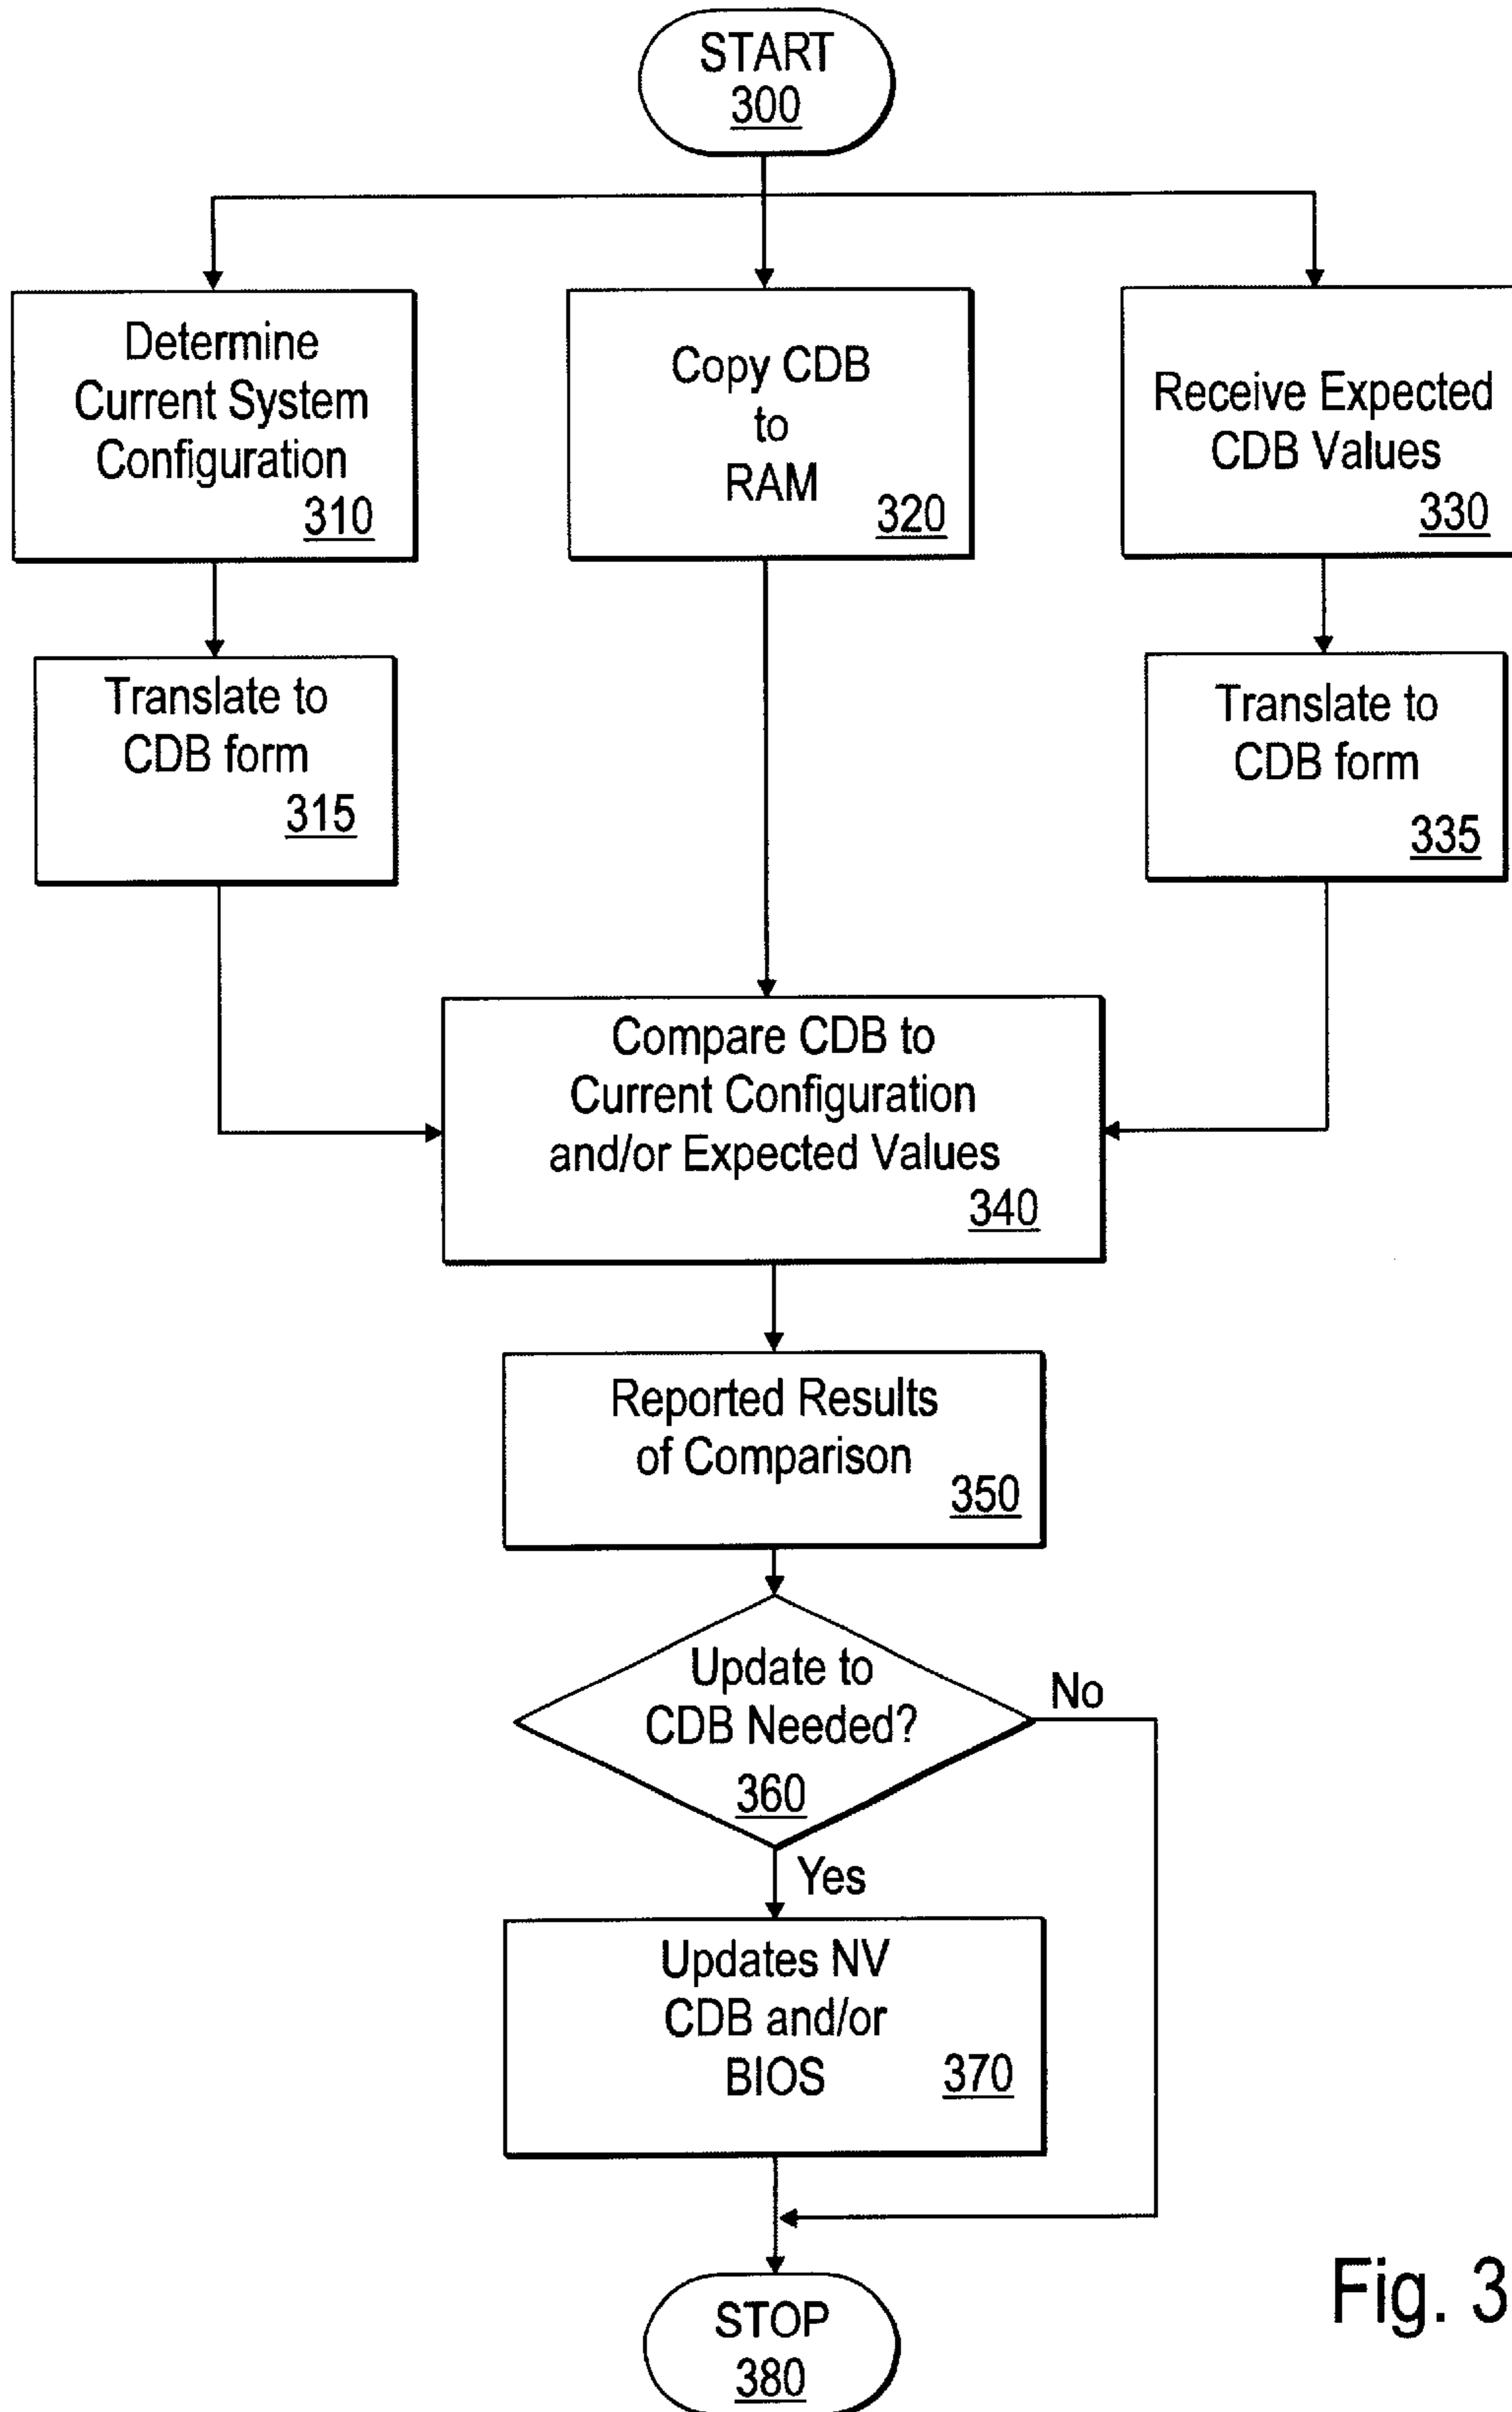 START
300
Determine
Current System
Configuration
310
Copy CDB
to
RAM
320
Receive Expected
CDB Values
330
Translate to
CDB form
315
Translate to
CDB form
335
Compare CDB to
Current Configuration
and/or Expected Values
340
Reported Results
of Comparison
350
Update to
CDB Needed?
360
No
Yes
Updates NV
CDB and/or
BIOS
370
STOP
380
Fig. 3